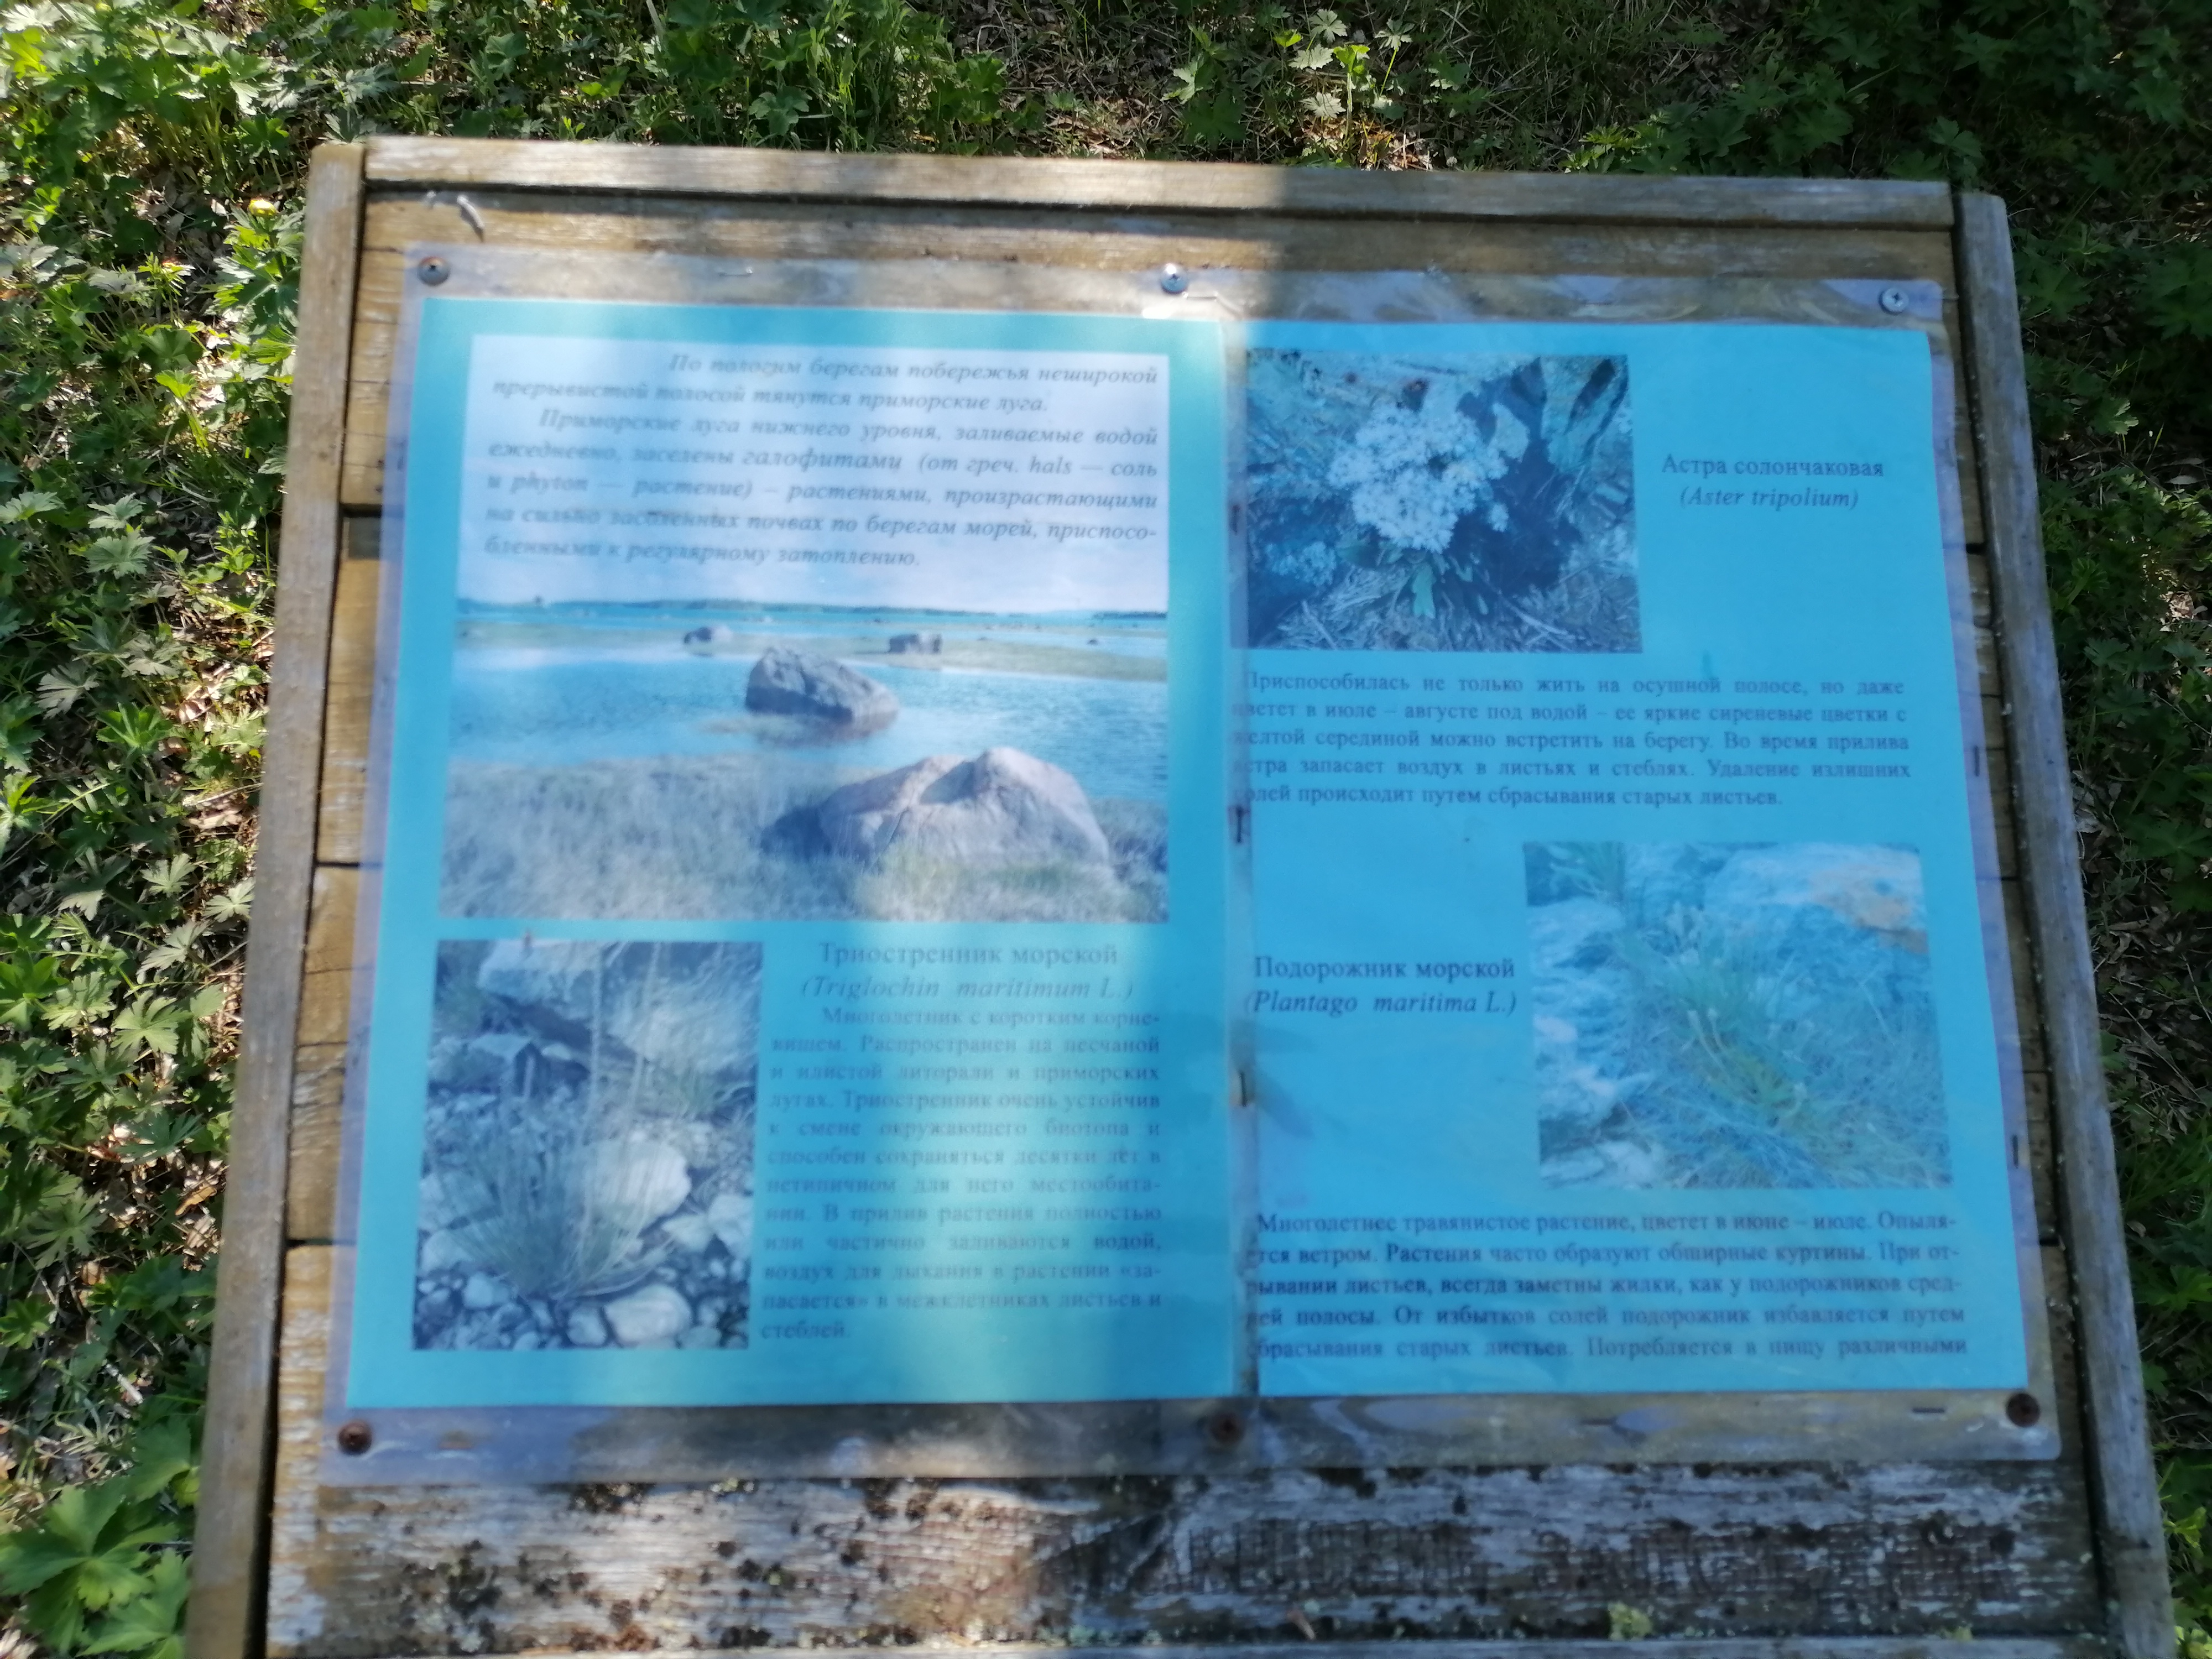 По пологим берегам побережья неширокой
прерывистой полосой тянутся приморские луга.
Приморские луга нижнего уровня, заливаемые водой
ежедневно, заселены галофитами (от греч. hals — соль
и phyton — растение) – растениями, произрастающими
на сильно засоленных почвах по берегам морей, приспосо-
бленными к регулярному затоплению.
Триостренник морской
(Triglochin maritimum L.)
Многолетник с коротким корне-
вищем. Распространен на песчаной
и илистой литорали и приморских
лугах. Триостренник очень устойчив
к смене окружающего биотопа и
способен сохраняться десятки лет в
нетипичном для него местообита-
нии. В прилив растения полностью
или частично заливаются водой,
воздух для дыхания в растении «за-
пасается» в межклетниках листьев и
стеблей.
Астра солончаковая
(Aster tripolium)
Приспособилась не только жить на осушной полосе, но даже
цветет в июле – августе под водой – ее яркие сиреневые цветки с
желтой серединой можно встретить на берегу. Во время прилива
астра запасает воздух в листьях и стеблях. Удаление излишних
солей происходит путем сбрасывания старых листьев.
Подорожник морской
(Plantago maritima L.)
Многолетнее травянистое растение, цветет в июне – июле. Опыля-
ется ветром. Растения часто образуют обширные куртины. При от-
рывании листьев, всегда заметны жилки, как у подорожников сред-
ней полосы. От избытков солей подорожник избавляется путем
сбрасывания старых листьев. Потребляется в пищу различными